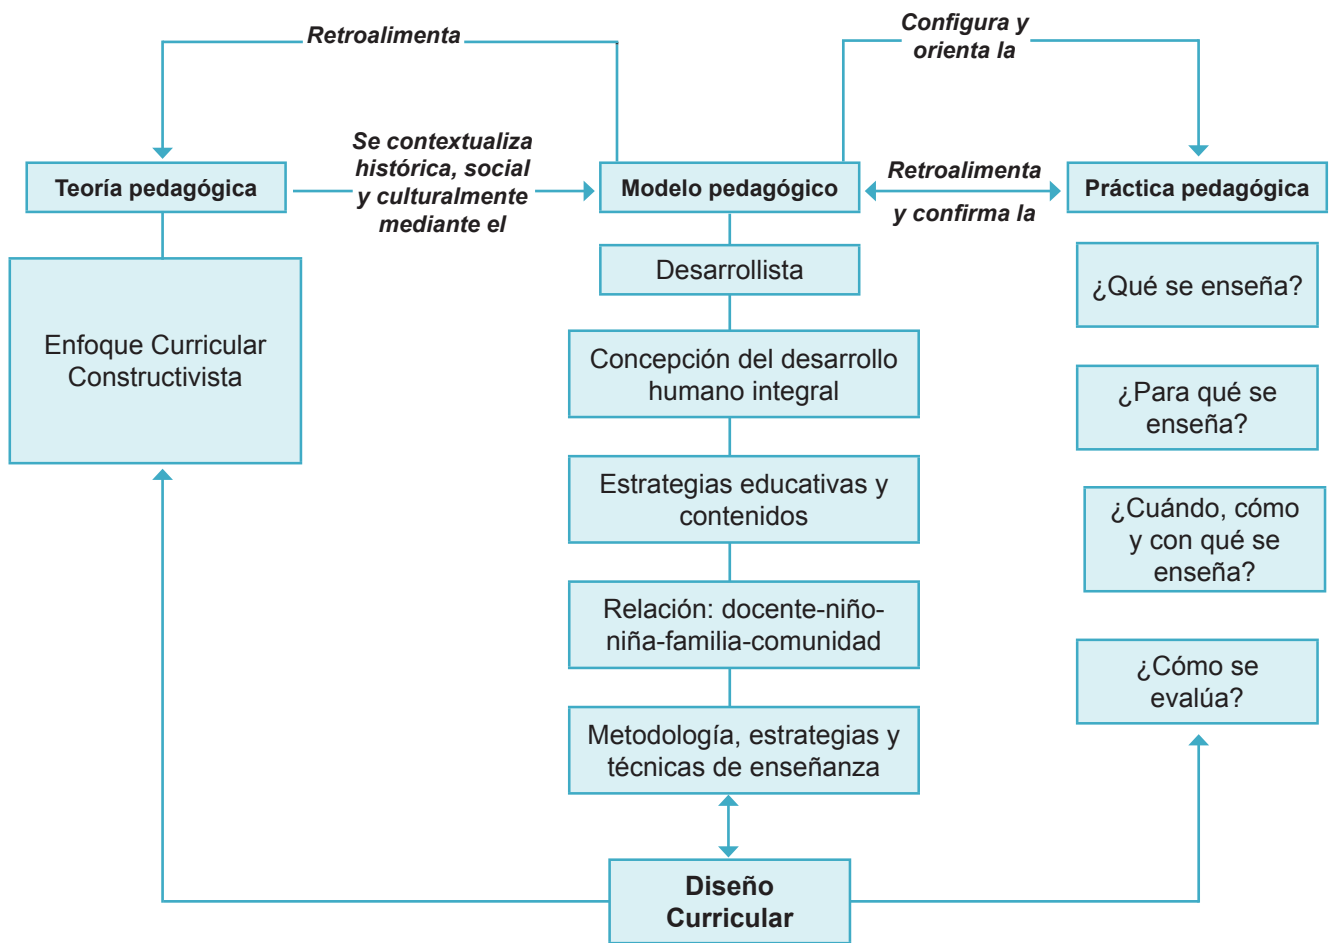 Retroalimenta
Configura y
orienta la
Se contextualiza
histórica, social
y culturalmente
mediante el
Teoría pedagógica
Modelo pedagógico
Retroalimenta
y confirma la
Práctica pedagógica
Enfoque Curricular
Constructivista
Desarrollista
Concepción del desarrollo
humano integral
Estrategias educativas y
contenidos
Relación: docente-niño-
niña-familia-comunidad
Metodología, estrategias y
técnicas de enseñanza
¿Qué se enseña?
¿Para qué se
enseña?
¿Cuándo, cómo
y con qué se
enseña?
¿Cómo se
evalúa?
Diseño
Curricular